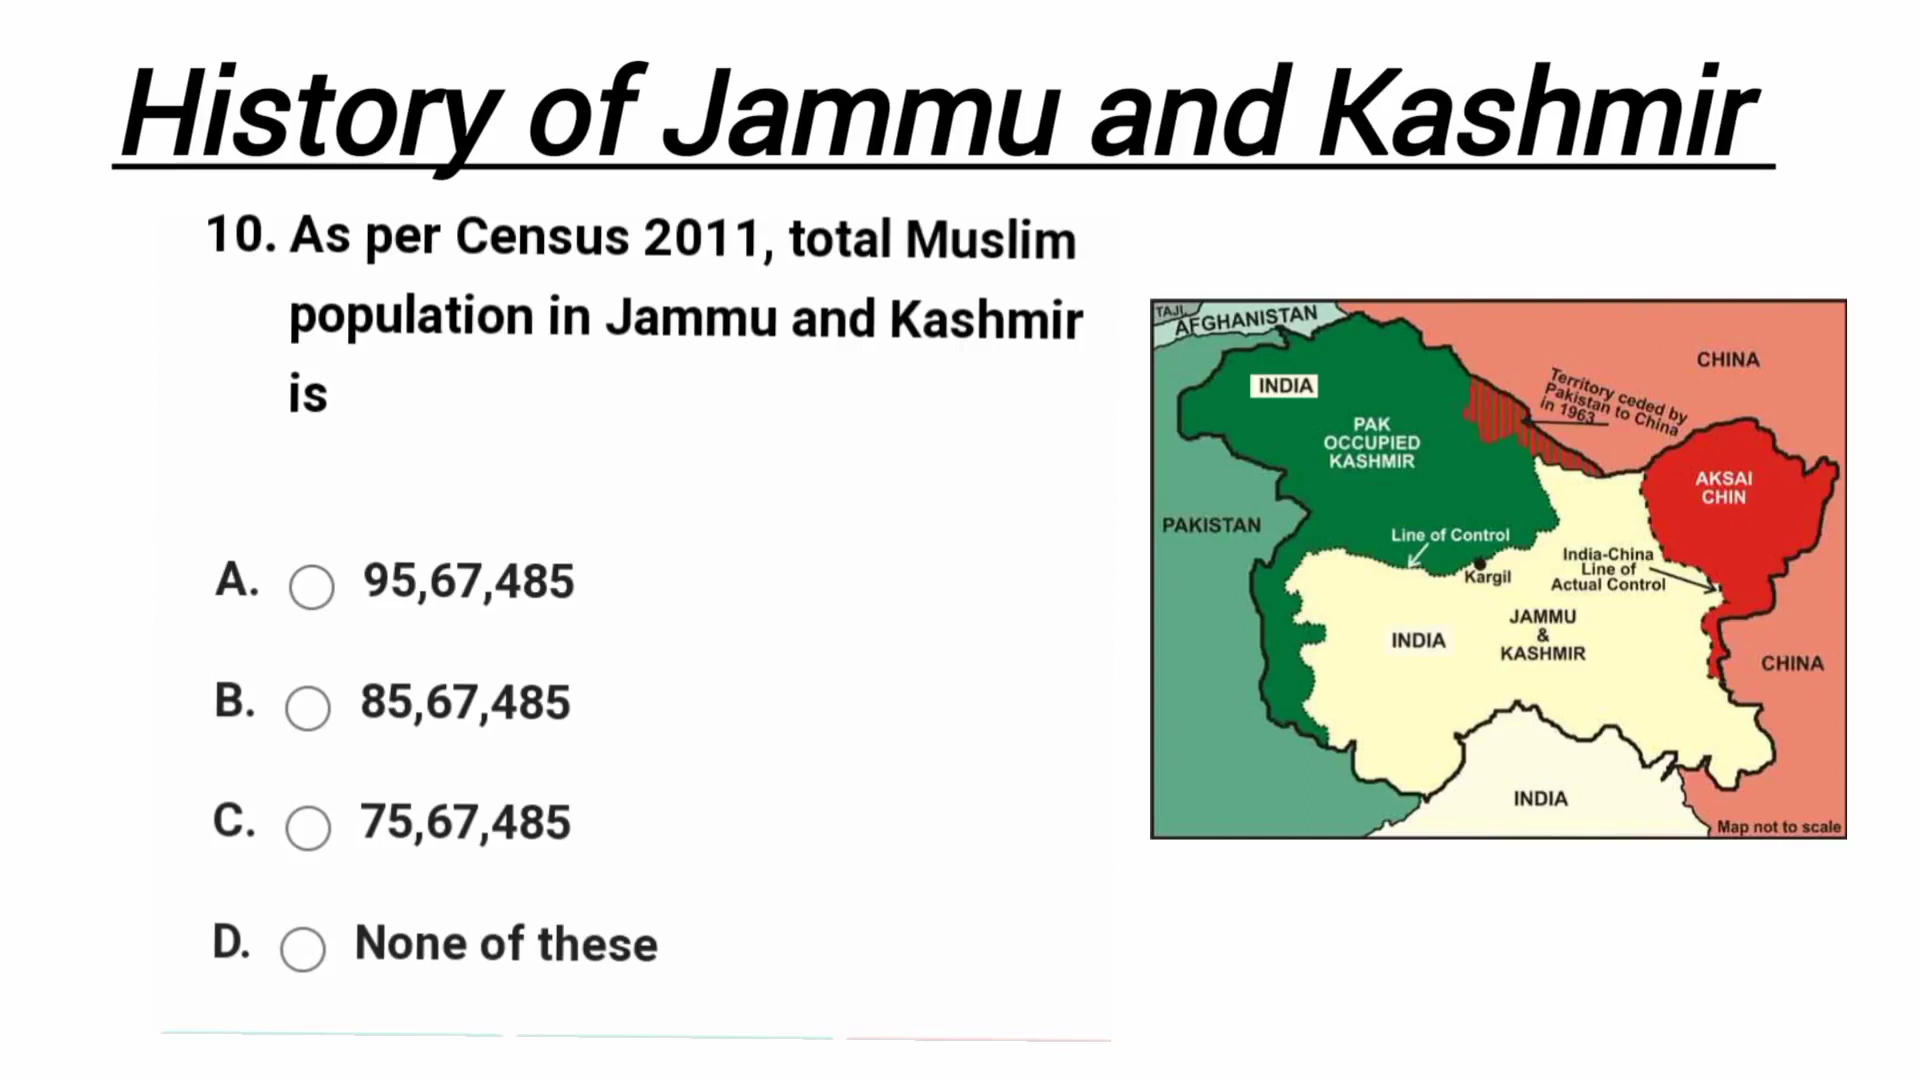 History of Jammu and Kashmir
10. As per Census 2011, total Muslim
population in Jammu and Kashmir
is
A. 95,67,485
B. 85,67,485
C. 75,67,485
D. None of these
TAJI.
AFGHANISTAN
CHINA
INDIA
Territory ceded by
Pakistan to China
in 1963
PAK
OCCUPIED
KASHMIR
AKSAI
CHIN
PAKISTAN
Line of Control
Kargil
India-China
Line of
Actual Control
JAMMU
&
KASHMIR
INDIA
CHINA
INDIA
Map not to scale